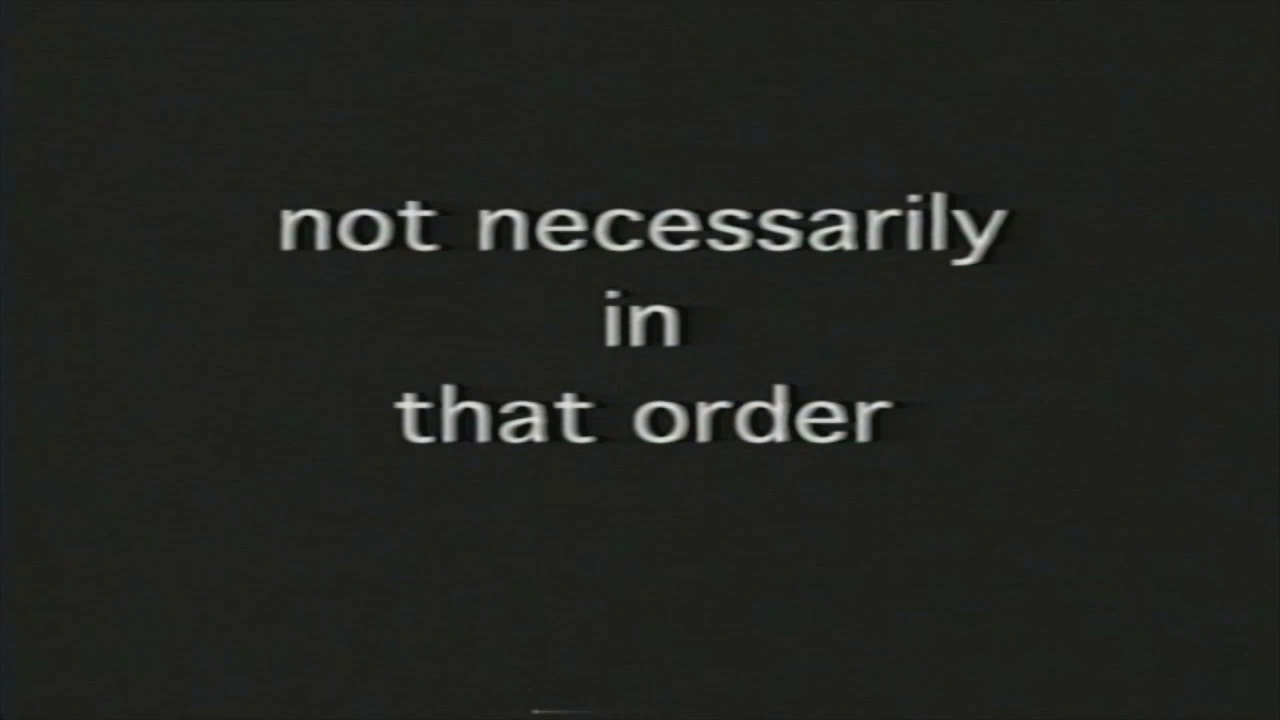 not necessarily
in
that order